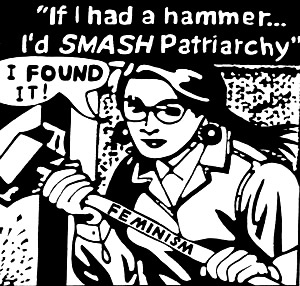 "If I had a hammer...
I'd SMASH Patriarchy"
I FOUND
IT!
FEMINISM